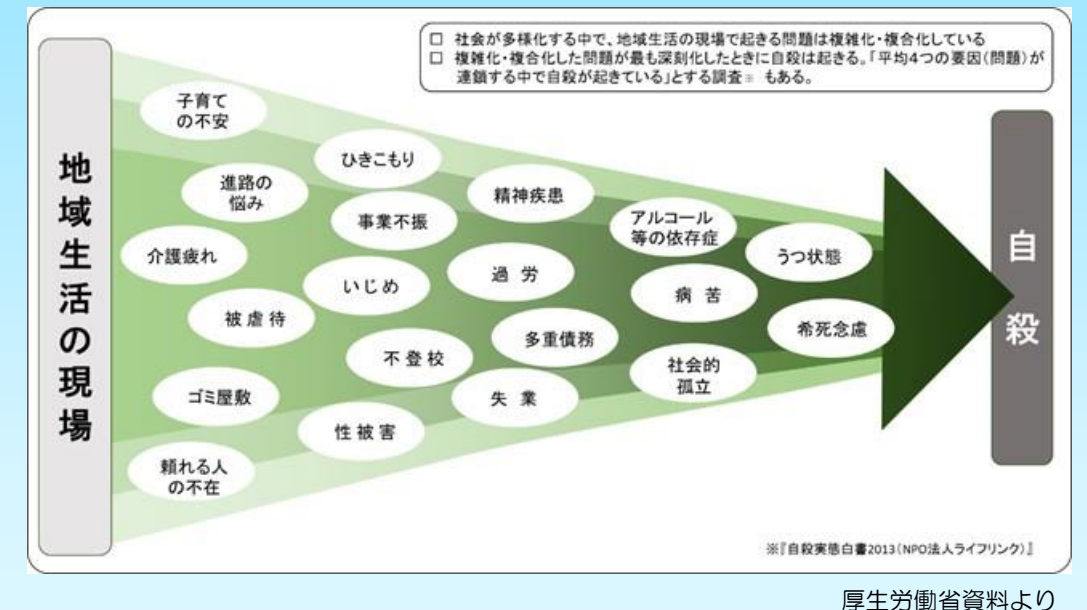 □ 社会が多様化する中で、地域生活の現場で起きる問題は複雑化・複合化している
□ 複雑化・複合化した問題が最も深刻化したときに自殺は起きる。「平均4つの要因(問題)が
連鎖する中で自殺が起きている」とする調査※ もある。
地域生活の現場
子育て
の不安
進路の
悩み
介護疲れ
被虐待
ゴミ屋敷
頼れる人
の不在
ひきこもり
事業不振
いじめ
不登校
性被害
精神疾患
過労
多重債務
失業
アルコール
等の依存症
病苦
社会的
孤立
うつ状態
希死念慮
自殺
※『自殺実態白書2013(NPO法人ライフリンク)』
厚生労働省資料より